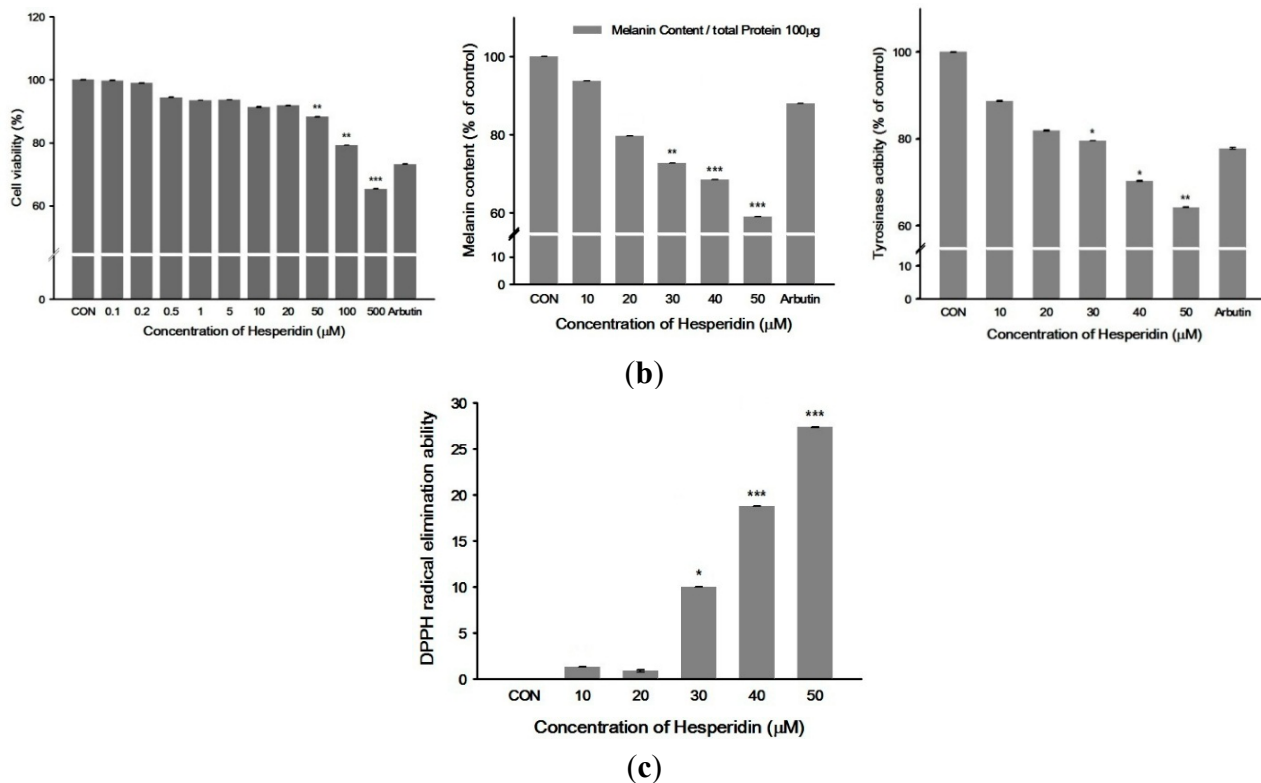 Cell viability (%)
100
80
60
0
** ** ***
CON 0.1 0.2 0.5 1 5 10 20 50 100 500 Arbutin
Concentration of Hesperidin (μM)
Melanin content (% of control)
Melanin Content / total Protein 100μg
100
80
60
10
0
** *** ***
CON 10 20 30 40 50 Arbutin
Concentration of Hesperidin (μM)
Tyrosinase actibity (% of control)
100
80
60
10
0
* * **
CON 10 20 30 40 50 Arbutin
Concentration of Hesperidin (μM)
(b)
DPPH radical elimination ability
30
25
20
15
10
5
0
* *** ***
CON 10 20 30 40 50
Concentration of Hesperidin (μM)
(c)